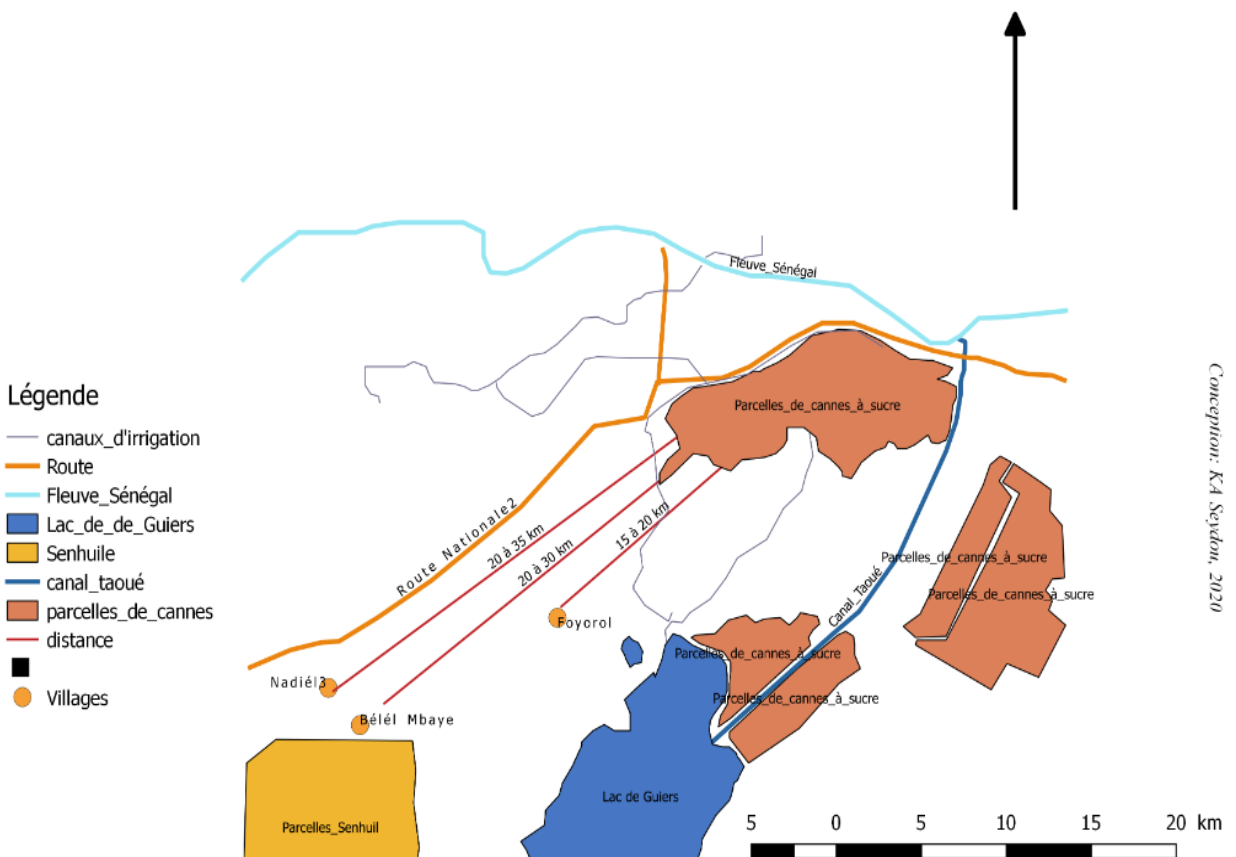 Fleuve_Sénégal
Parcelles_de_cannes_à_sucre
Conception: KA Seydou, 2020
Légende
canaux_d'irrigation
Route
Fleuve_Sénégal
Lac_de_de_Guiers
Senhuile
canal_taoué
parcelles_de_cannes
distance
Villages
Route Nationale2
20 à 35 km
20 à 30 km
15 à 20 km
Canal_Taoué
Parcelles_de_cannes_à_sucre
Parcelles_de_cannes_à_sucre
Foyorol
Parcelles_de_cannes_à_sucre
Nadiél3
Parcelles_de_cannes_à_sucre
Bélél Mbaye
Lac de Guiers
Parcelles_Senhuil
5 0 5 10 15 20 km